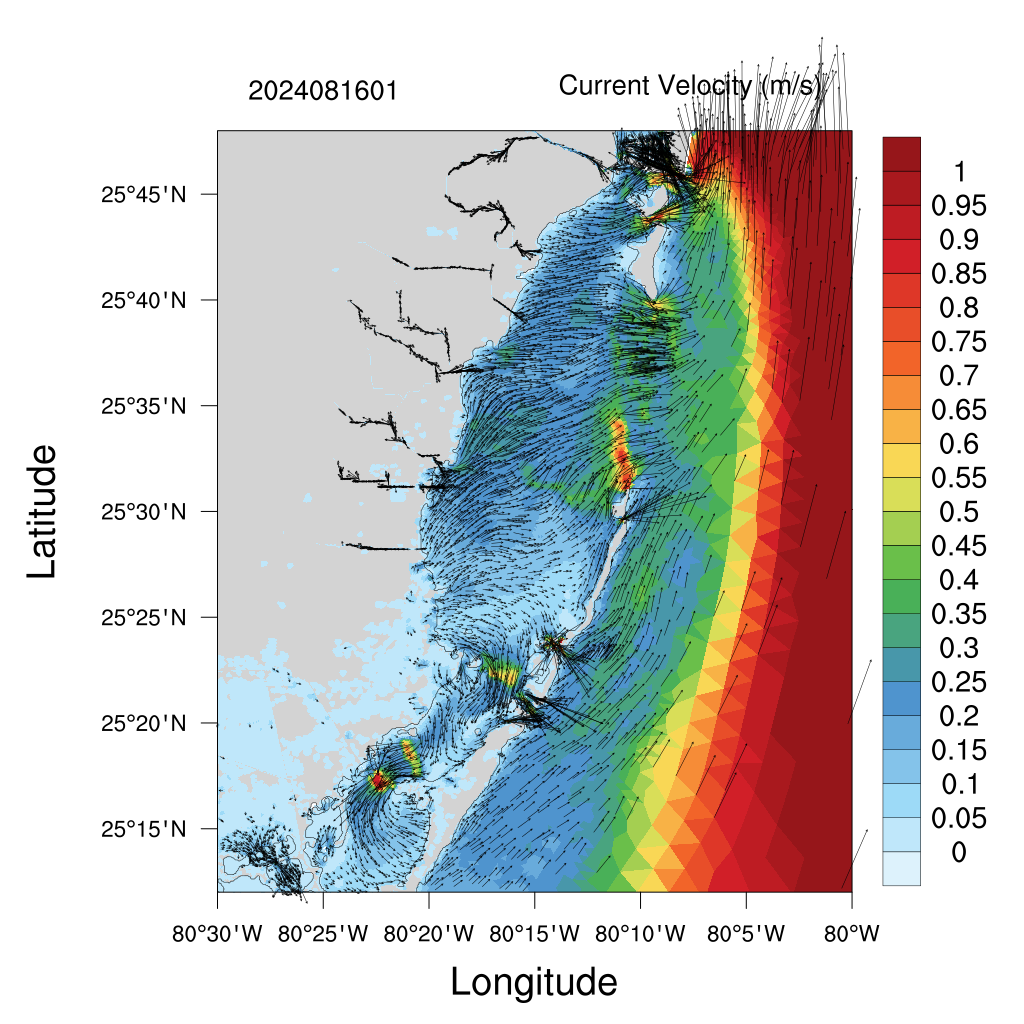 2024081601
Current Velocity (m/s)
25°45'N
25°40'N
25°35'N
25°30'N
25°25'N
25°20'N
25°15'N
Latitude
80°30'W 80°25'W 80°20'W 80°15'W 80°10'W 80°5'W 80°W
Longitude
1
0.95
0.9
0.85
0.8
0.75
0.7
0.65
0.6
0.55
0.5
0.45
0.4
0.35
0.3
0.25
0.2
0.15
0.1
0.05
0